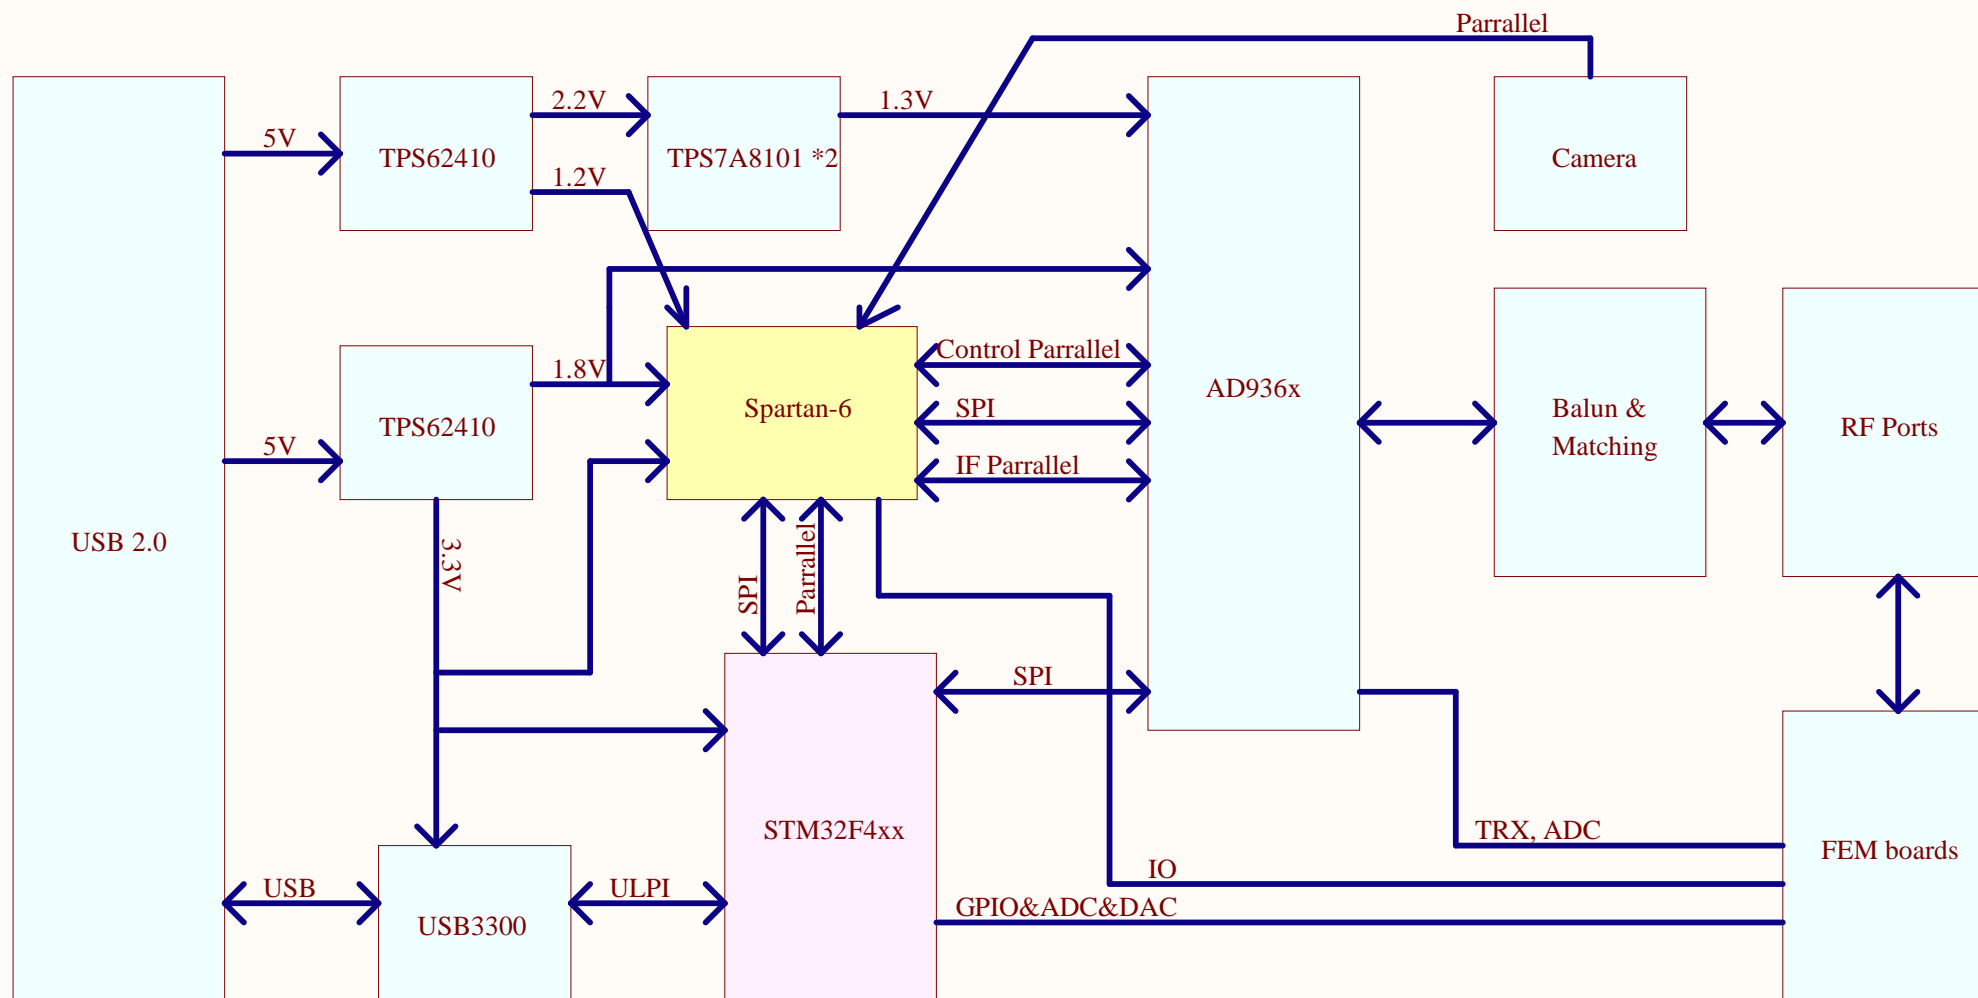 Parrallel
2.2V
1.3V
5V
TPS62410
TPS7A8101 *2
Camera
1.2V
Control Parrallel
1.8V
AD936x
Spartan-6
SPI
Balun &
Matching
TPS62410
RF Ports
5V
IF Parrallel
USB 2.0
3.3V
SPI
Parrallel
SPI
STM32F4xx
TRX, ADC
FEM boards
IO
USB
ULPI
GPIO&ADC&DAC
USB3300